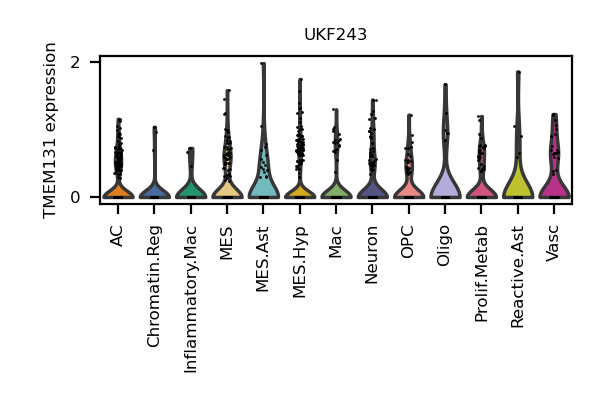 UKF243
TMEM131 expression
2
0
AC
Chromatin.Reg
Inflammatory.Mac
MES
MES.Ast
MES.Hyp
Mac
Neuron
OPC
Oligo
Prolif.Metab
Reactive.Ast
Vasc